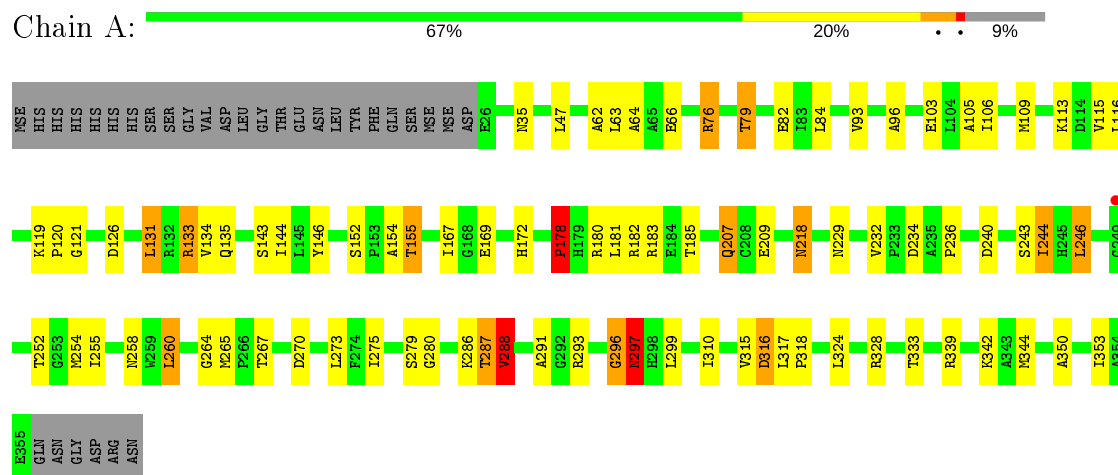 Chain A:
67% 20% • • 9%
MSE HIS HIS HIS HIS HIS HIS SER SER GLY VAL ASP LEU GLY THR GLU ASN LEU TYR PHE GLN SER MSE MSE ASP E26 N35 L47 A62 L63 A64 A65 E66 R76 T79 E82 I83 L84 V93 A96 E103 L104 A105 I106 M109 K113 D114 V115 L116
K119 P120 G121 D126 L131 R132 R133 V134 Q135 S143 I144 L145 Y146 S152 P153 A154 T155 I167 G168 E169 H172 P178 H179 R180 L181 R182 R183 E184 T185 Q207 C208 E209 N218 N229 V232 P233 D234 A235 P236 D240 S243 I244 H245 L246 G249
T252 G253 M254 I255 N258 W259 L260 G264 M265 P266 T267 D270 L273 F274 I275 S279 G280 K286 T287 V288 A291 G292 R293 G296 N297 H298 L299 I310 V315 D316 L317 P318 L324 R328 T333 R339 K342 A343 M344 A350 I353 A354
E355 GLN ASN GLY ASP ARG ASN